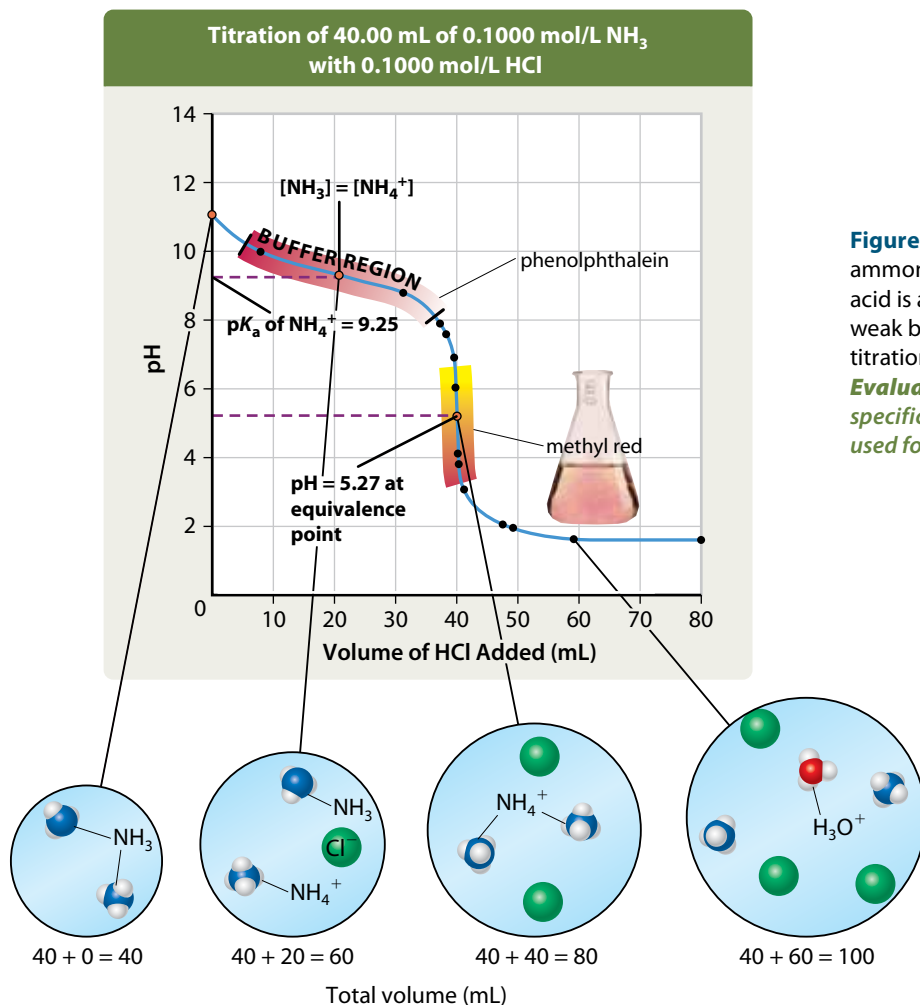 Titration of 40.00 mL of 0.1000 mol/L NH₃
with 0.1000 mol/L HCl
14
12
10
8
6
4
2
0
pH
[NH₃] = [NH₄⁺]
BUFFER REGION
phenolphthalein
pKₐ of NH₄⁺ = 9.25
methyl red
pH = 5.27 at
equivalence
point
10 20 30 40 50 60 70 80
Volume of HCl Added (mL)
Figure
ammon
acid is a
weak b
titration
Evalua
specific
used fo
NH₃
NH₃
Cl⁻
NH₄⁺
NH₄⁺
H₃O⁺
40 + 0 = 40
40 + 20 = 60
40 + 40 = 80
40 + 60 = 100
Total volume (mL)